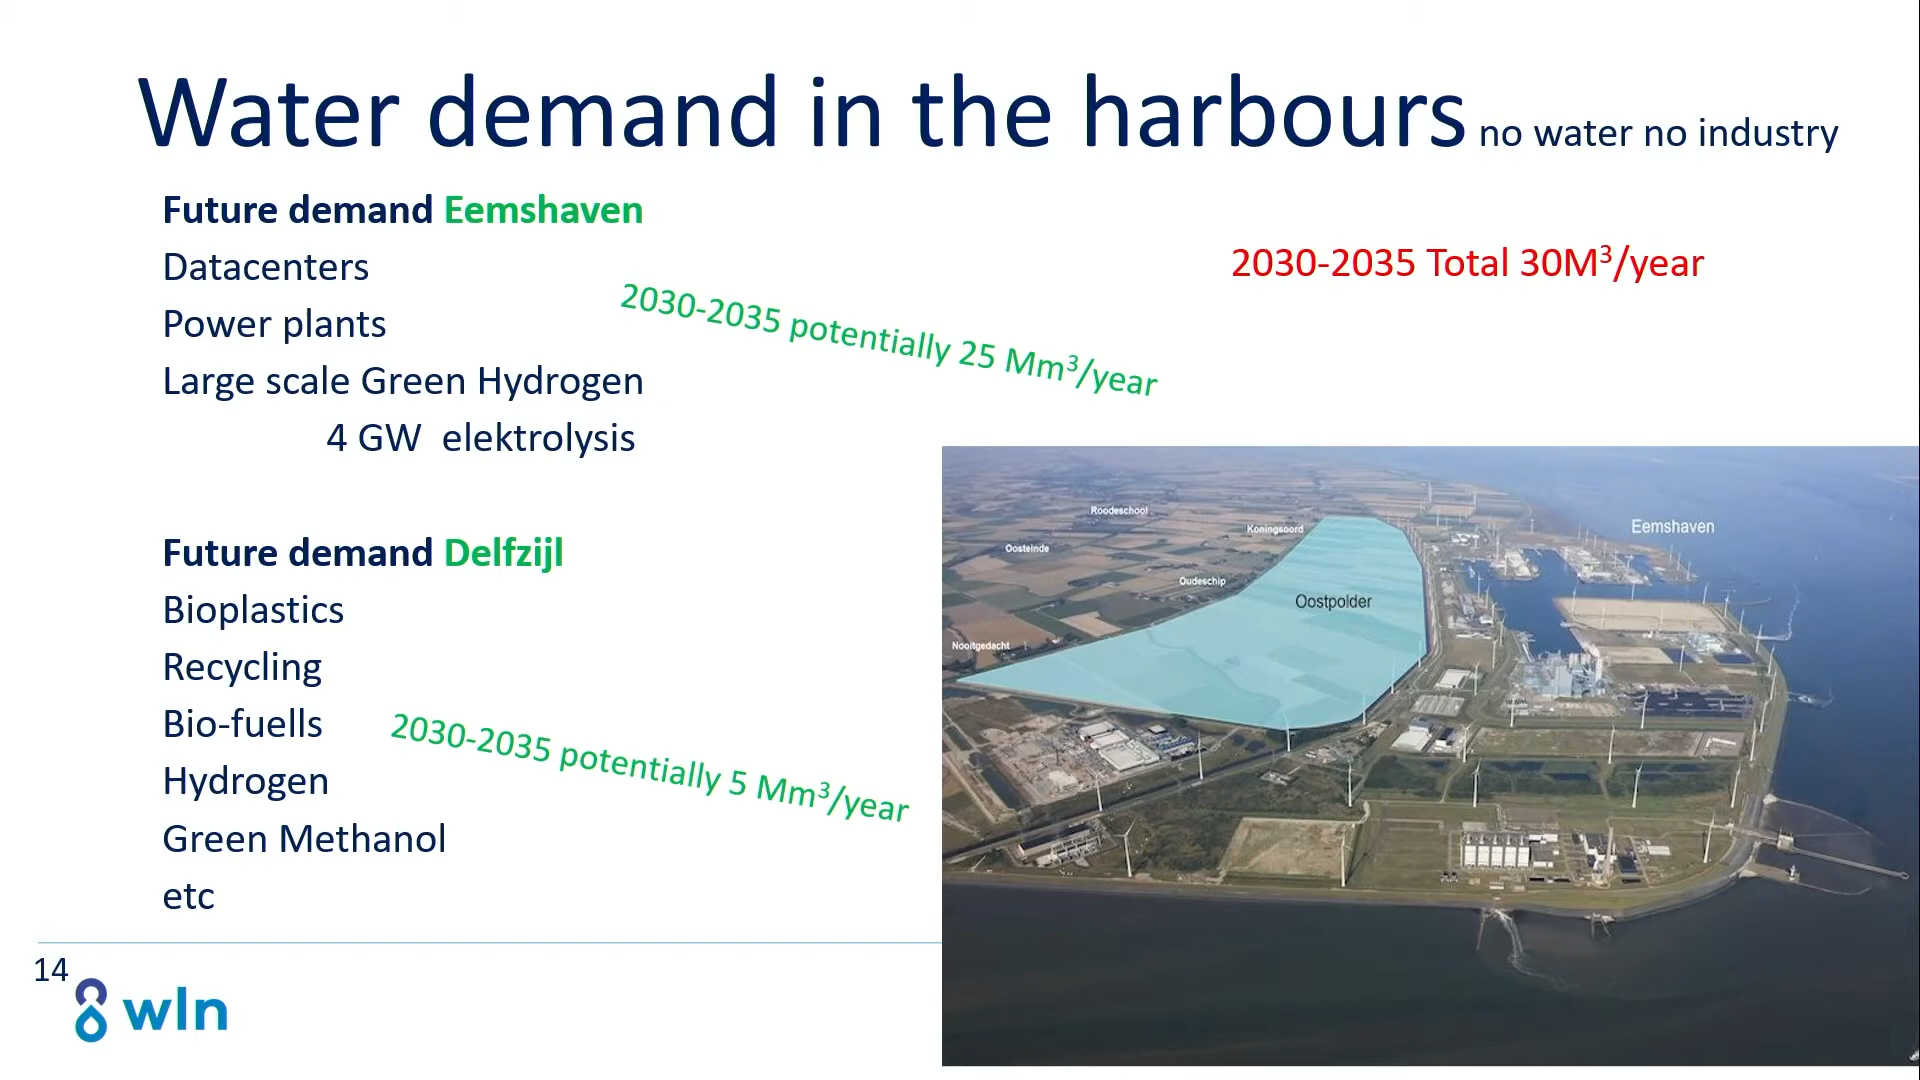 Water demand in the harbours no water no industry
Future demand Eemshaven
Datacenters
Power plants
Large scale Green Hydrogen
4 GW elektrolysis
2030-2035 potentially 25 Mm³/year
2030-2035 Total 30M³/year
Future demand Delfzijl
Bioplastics
Recycling
Bio-fuells
Hydrogen
Green Methanol
etc
2030-2035 potentially 5 Mm³/year
Roodeschool
Koningsoord
Eemshaven
Oosteinde
Oudeschip
Oostpolder
Nooitgedacht
14
wln